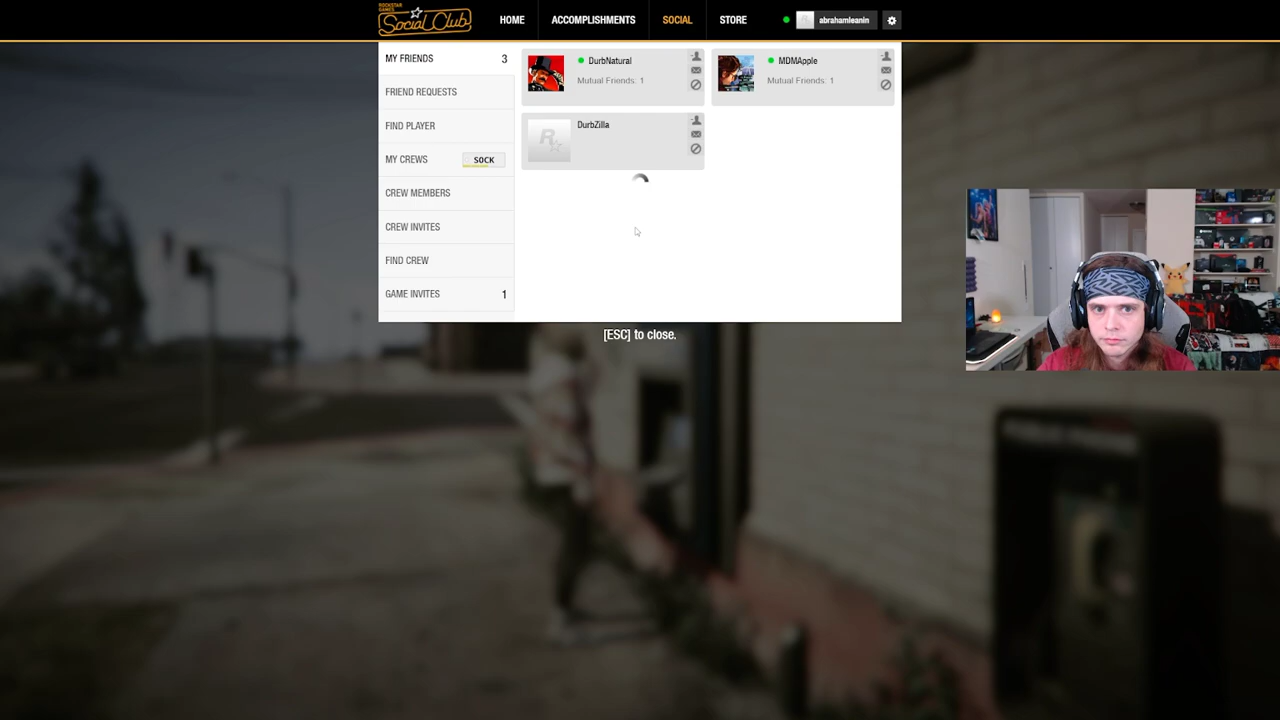 ROCKSTAR GAMES
Social Club
HOME
ACCOMPLISHMENTS
SOCIAL
STORE
abrahamleanin
MY FRIENDS 3
FRIEND REQUESTS
FIND PLAYER
MY CREWS SOCK
CREW MEMBERS
CREW INVITES
FIND CREW
GAME INVITES 1
DurbNatural
Mutual Friends: 1
MDMApple
Mutual Friends: 1
R
DurbZilla
[ESC] to close.